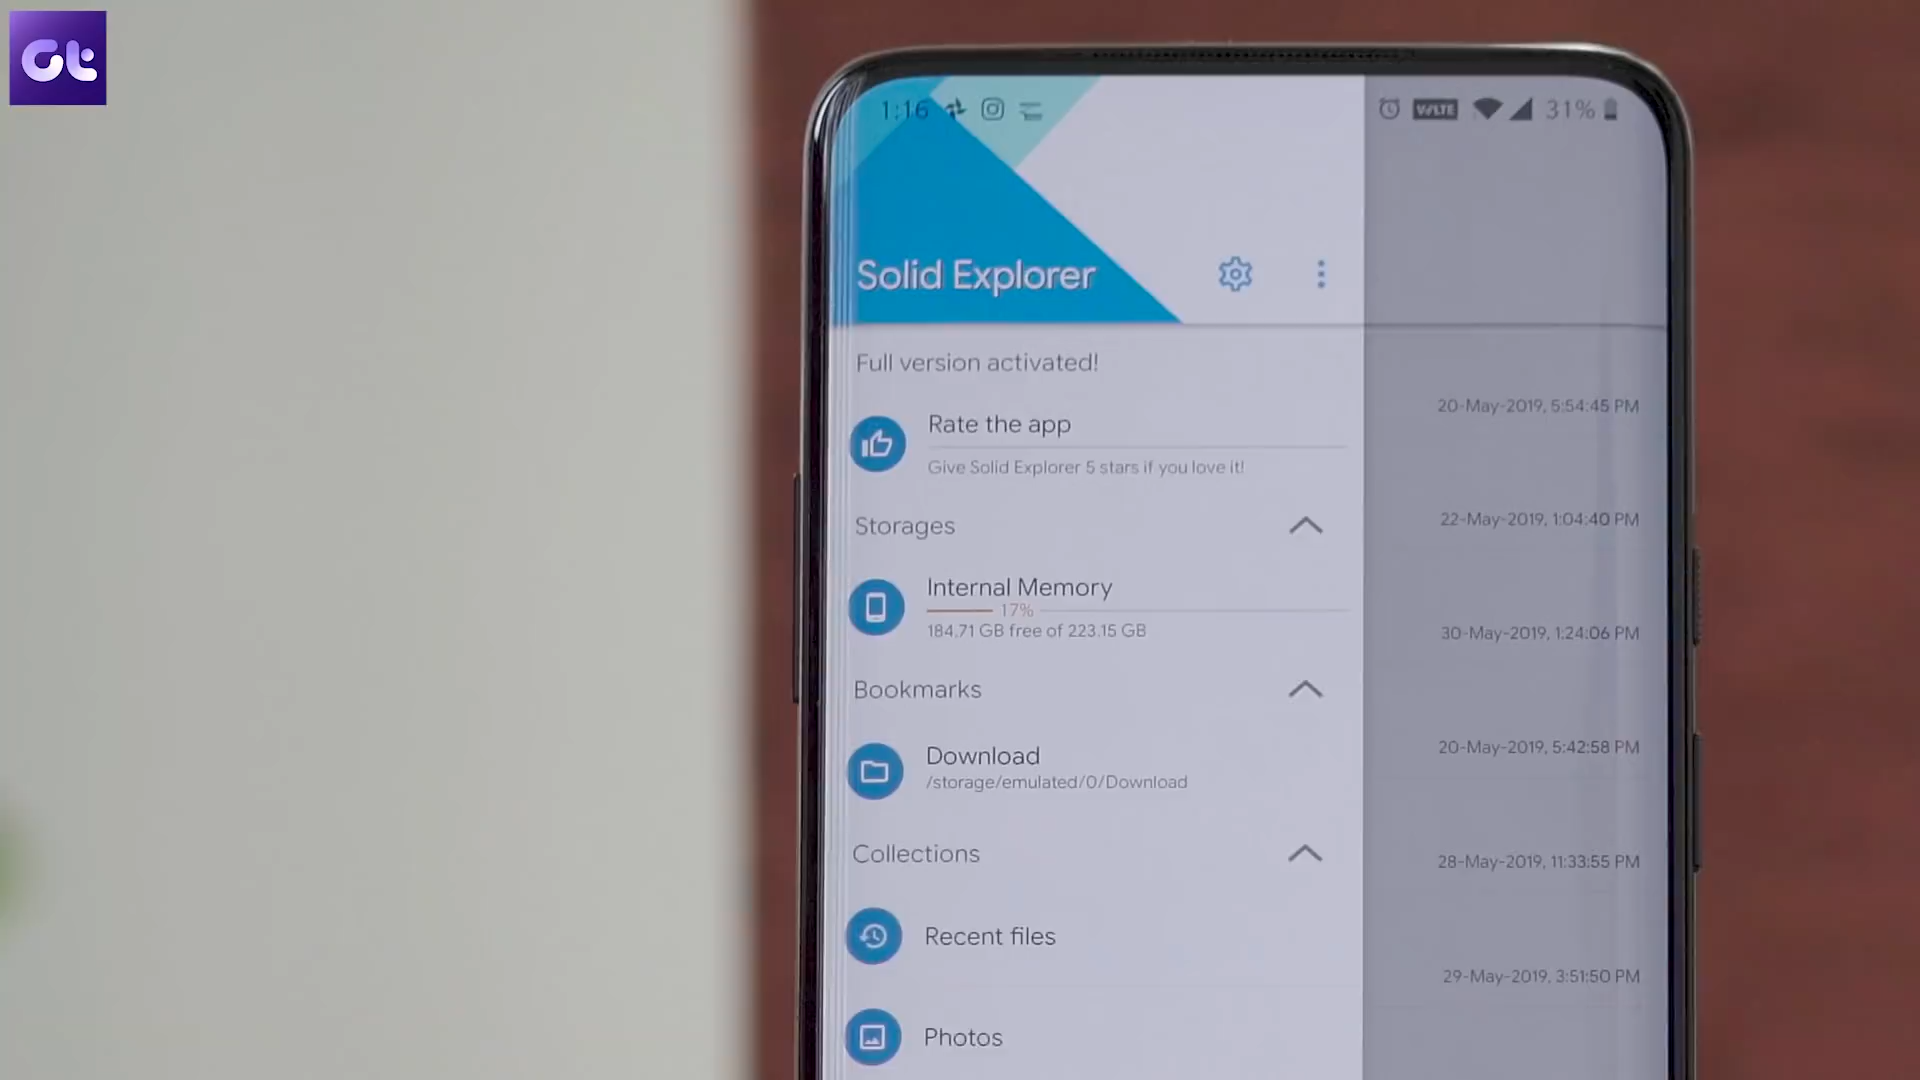 Gt
1:16
VoLTE
31%
Solid Explorer
Full version activated!
Rate the app
Give Solid Explorer 5 stars if you love it!
Storages
Internal Memory
17%
184.71 GB free of 223.15 GB
Bookmarks
Download
/storage/emulated/0/Download
Collections
Recent files
Photos
20-May-2019, 5:54:45 PM
22-May-2019, 1:04:40 PM
30-May-2019, 1:24:06 PM
20-May-2019, 5:42:58 PM
28-May-2019, 11:33:55 PM
29-May-2019, 3:51:50 PM